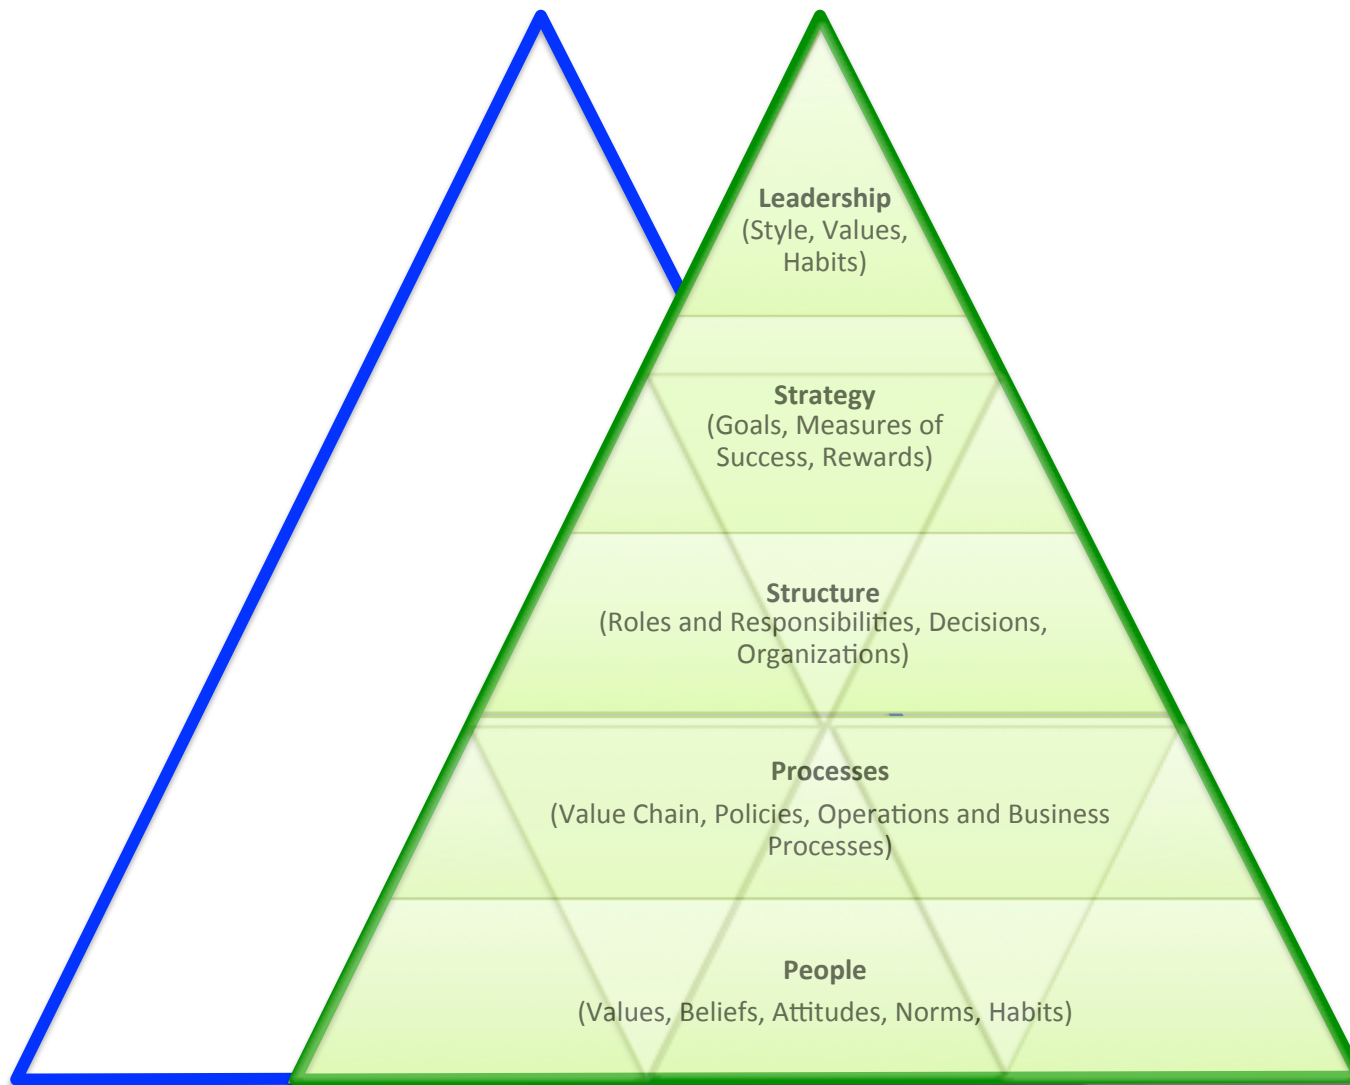 Leadership
(Style, Values,
Habits)
Strategy
(Goals, Measures of
Success, Rewards)
Structure
(Roles and Responsibilities, Decisions,
Organizations)
Processes
(Value Chain, Policies, Operations and Business
Processes)
People
(Values, Beliefs, Attitudes, Norms, Habits)